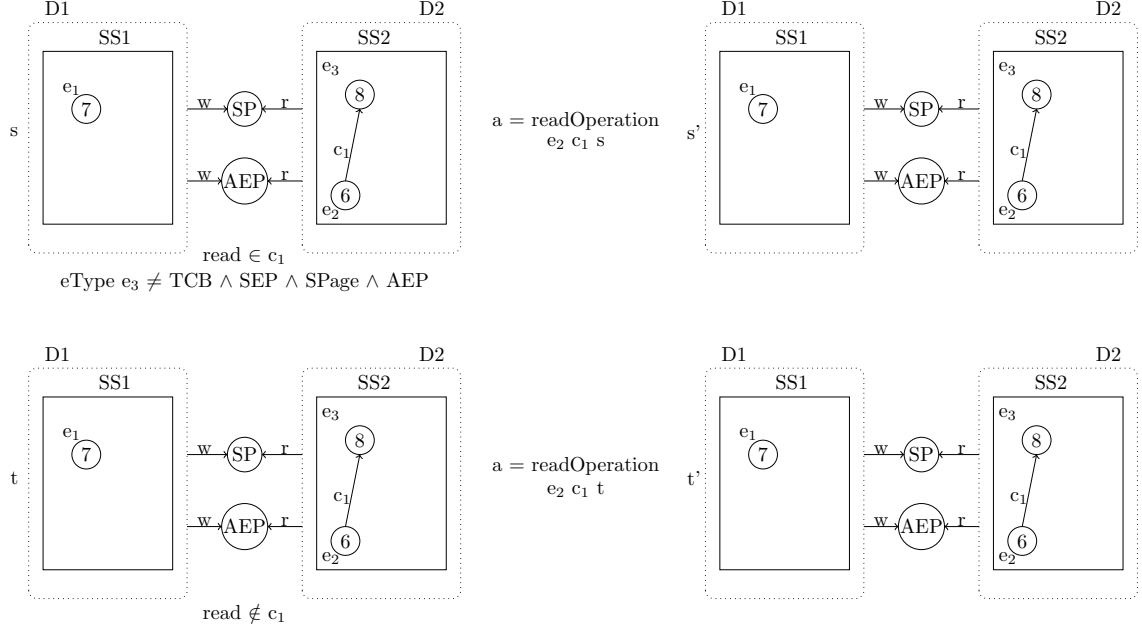 D1
D2
D1
D2
SS1
SS2
SS1
SS2
e3
e3
e1
8
e1
8
7
w
SP
r
7
w
SP
r
a = readOperation
s
s'
e2 c1 s
c1
c1
w
AEP
r
w
AEP
r
6
6
e2
e2
read ∈ c1
eType e3 ≠ TCB ∧ SEP ∧ SPage ∧ AEP
D1
D2
D1
D2
SS1
SS2
SS1
SS2
e3
e3
e1
8
e1
8
7
w
SP
r
7
w
SP
r
a = readOperation
t
t'
e2 c1 t
c1
c1
w
AEP
r
w
AEP
r
6
6
e2
e2
read ∉ c1